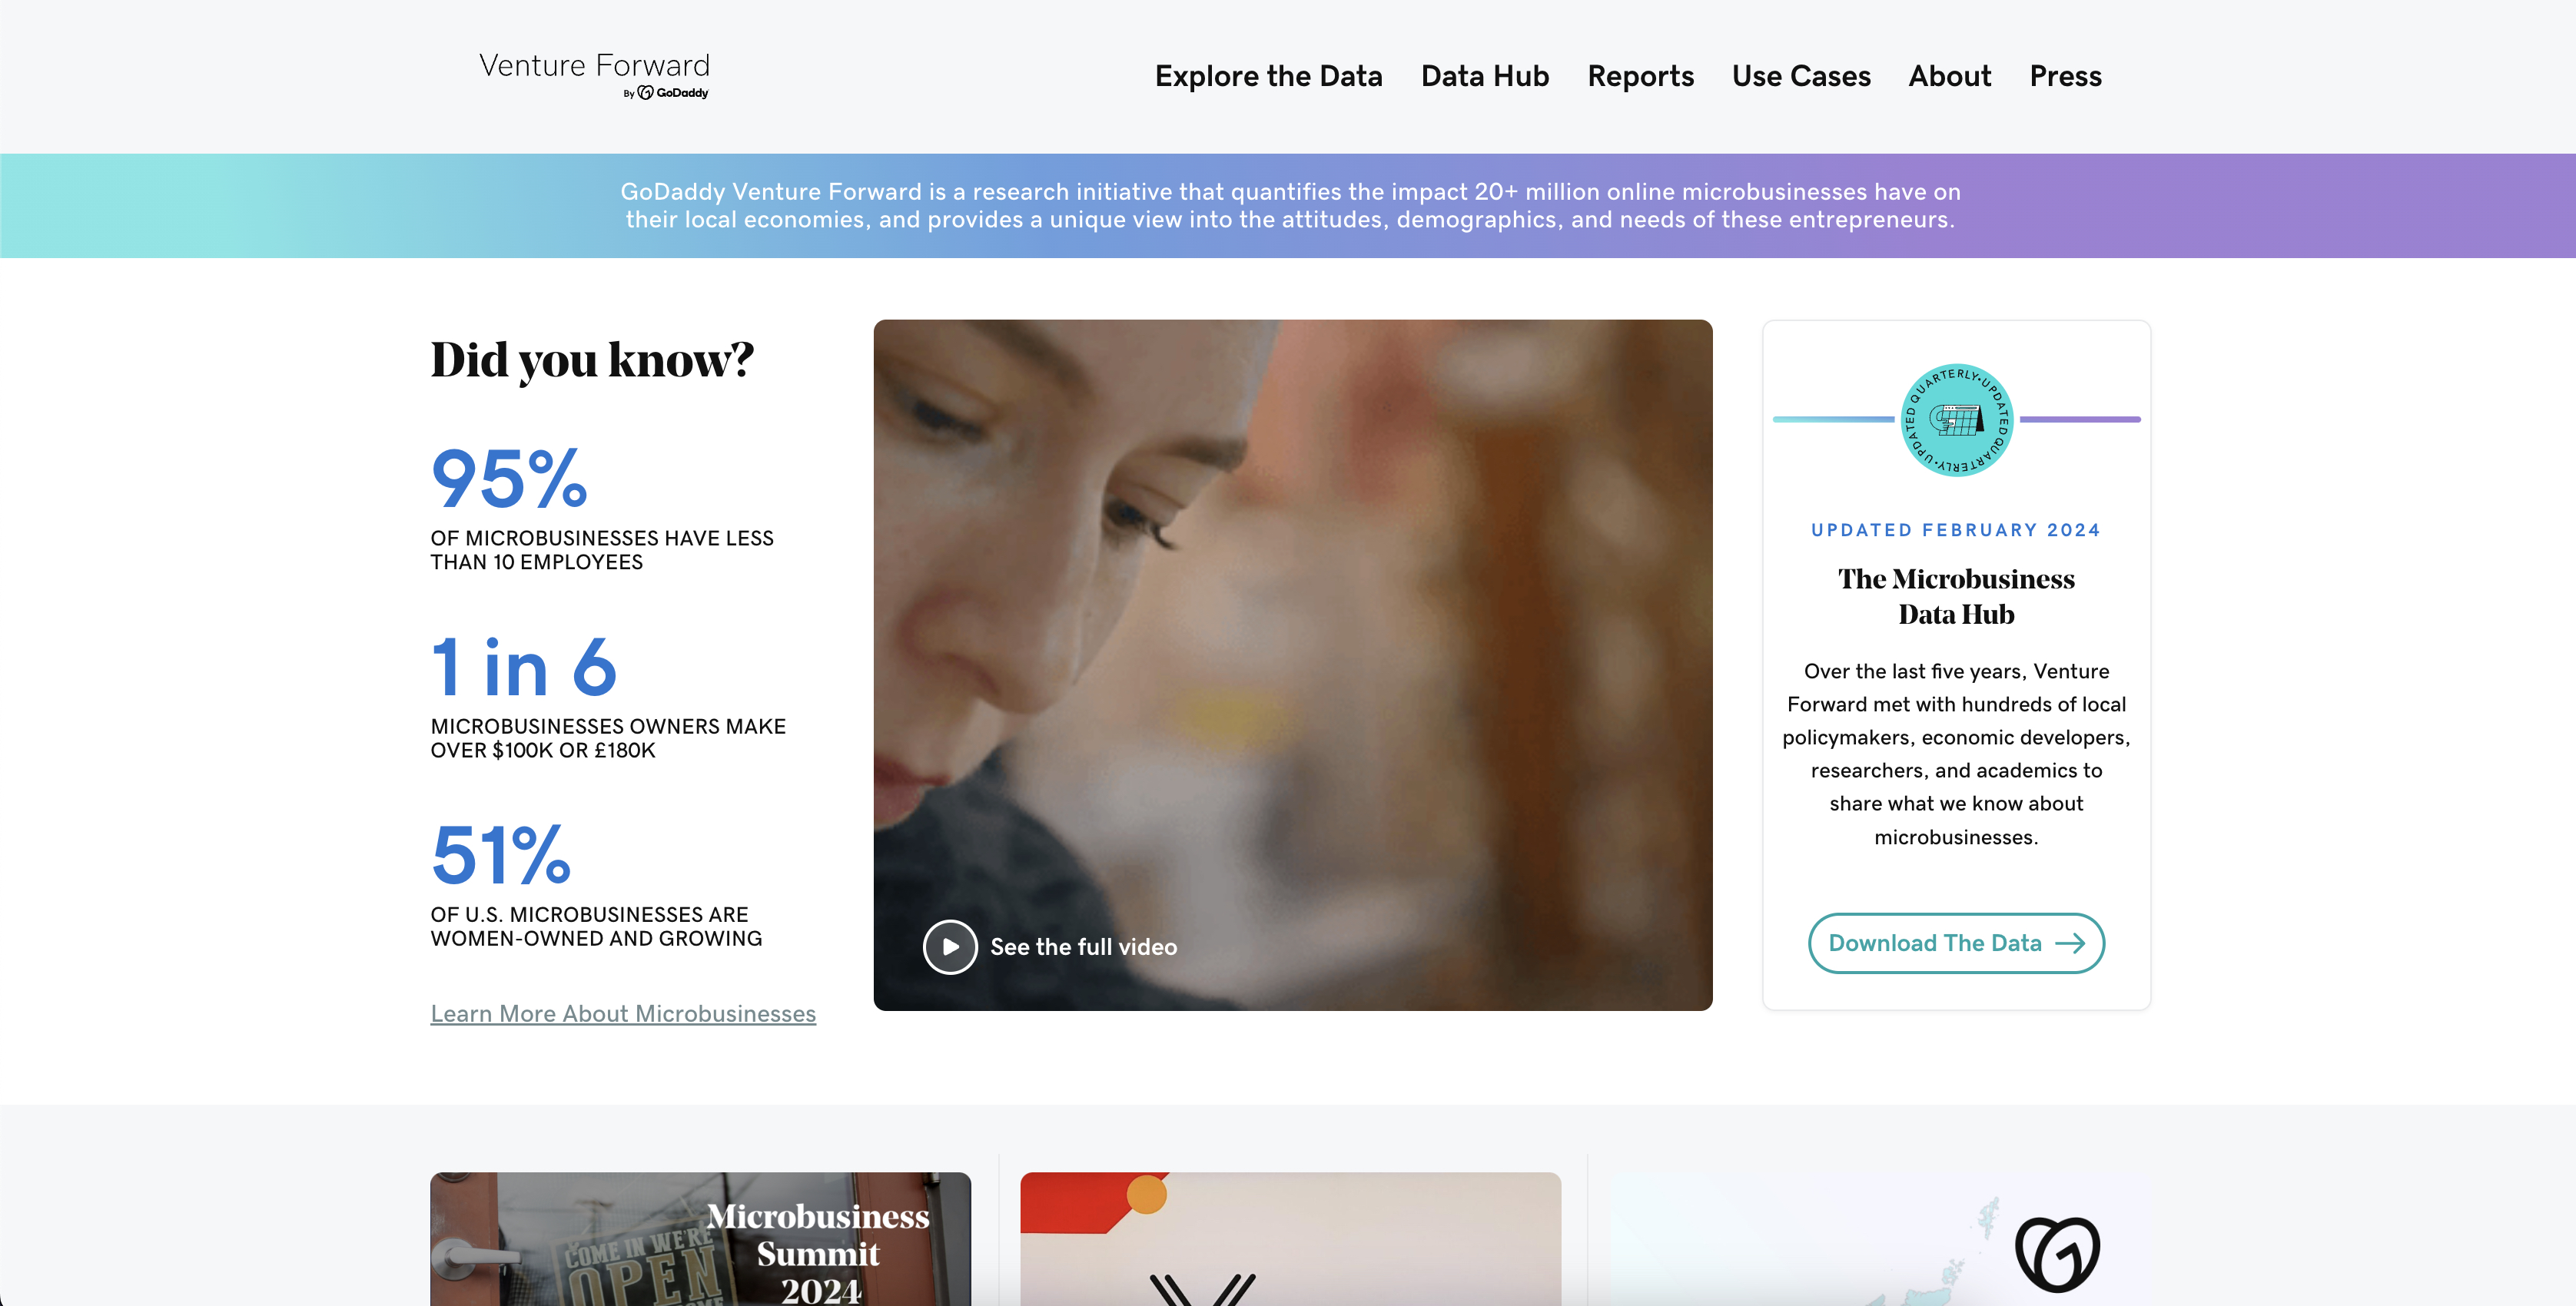 Venture Forward
By GoDaddy
Explore the Data
Data Hub
Reports
Use Cases
About
Press
GoDaddy Venture Forward is a research initiative that quantifies the impact 20+ million online microbusinesses have on
their local economies, and provides a unique view into the attitudes, demographics, and needs of these entrepreneurs.
Did you know?
95%
OF MICROBUSINESSES HAVE LESS
THAN 10 EMPLOYEES
1 in 6
MICROBUSINESSES OWNERS MAKE
OVER $100K OR £180K
51%
OF U.S. MICROBUSINESSES ARE
WOMEN-OWNED AND GROWING
Learn More About Microbusinesses
See the full video
UPDATED QUARTERLY • UPDATED QUARTERLY •
UPDATED FEBRUARY 2024
The Microbusiness
Data Hub
Over the last five years, Venture
Forward met with hundreds of local
policymakers, economic developers,
researchers, and academics to
share what we know about
microbusinesses.
Download The Data
COME IN WE'RE
OPEN
Microbusiness
Summit
2024